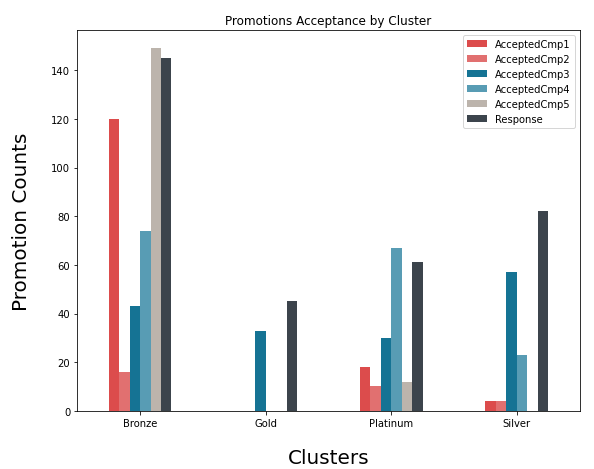 Promotions Acceptance by Cluster
AcceptedCmp1
AcceptedCmp2
AcceptedCmp3
AcceptedCmp4
AcceptedCmp5
Response
Promotion Counts
140
120
100
80
60
40
20
0
Bronze Gold Platinum Silver
Clusters